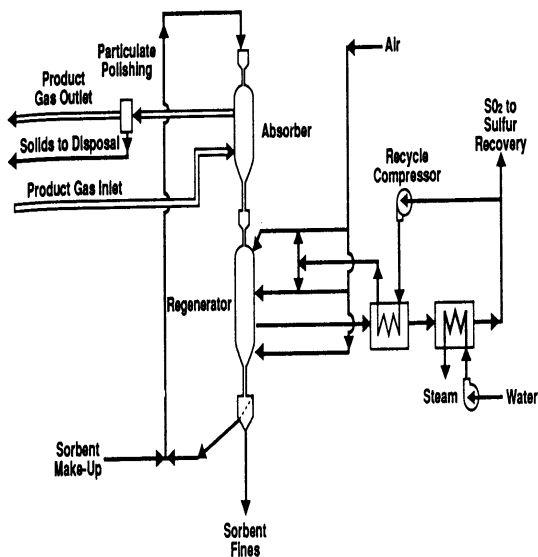 Particulate
Polishing
Air
Product
Gas Outlet
SO2 to
Sulfur
Recovery
Absorber
Solids to Disposal
Recycle
Compressor
Product Gas Inlet
Regenerator
Steam
Water
Sorbent
Make-Up
Sorbent
Fines